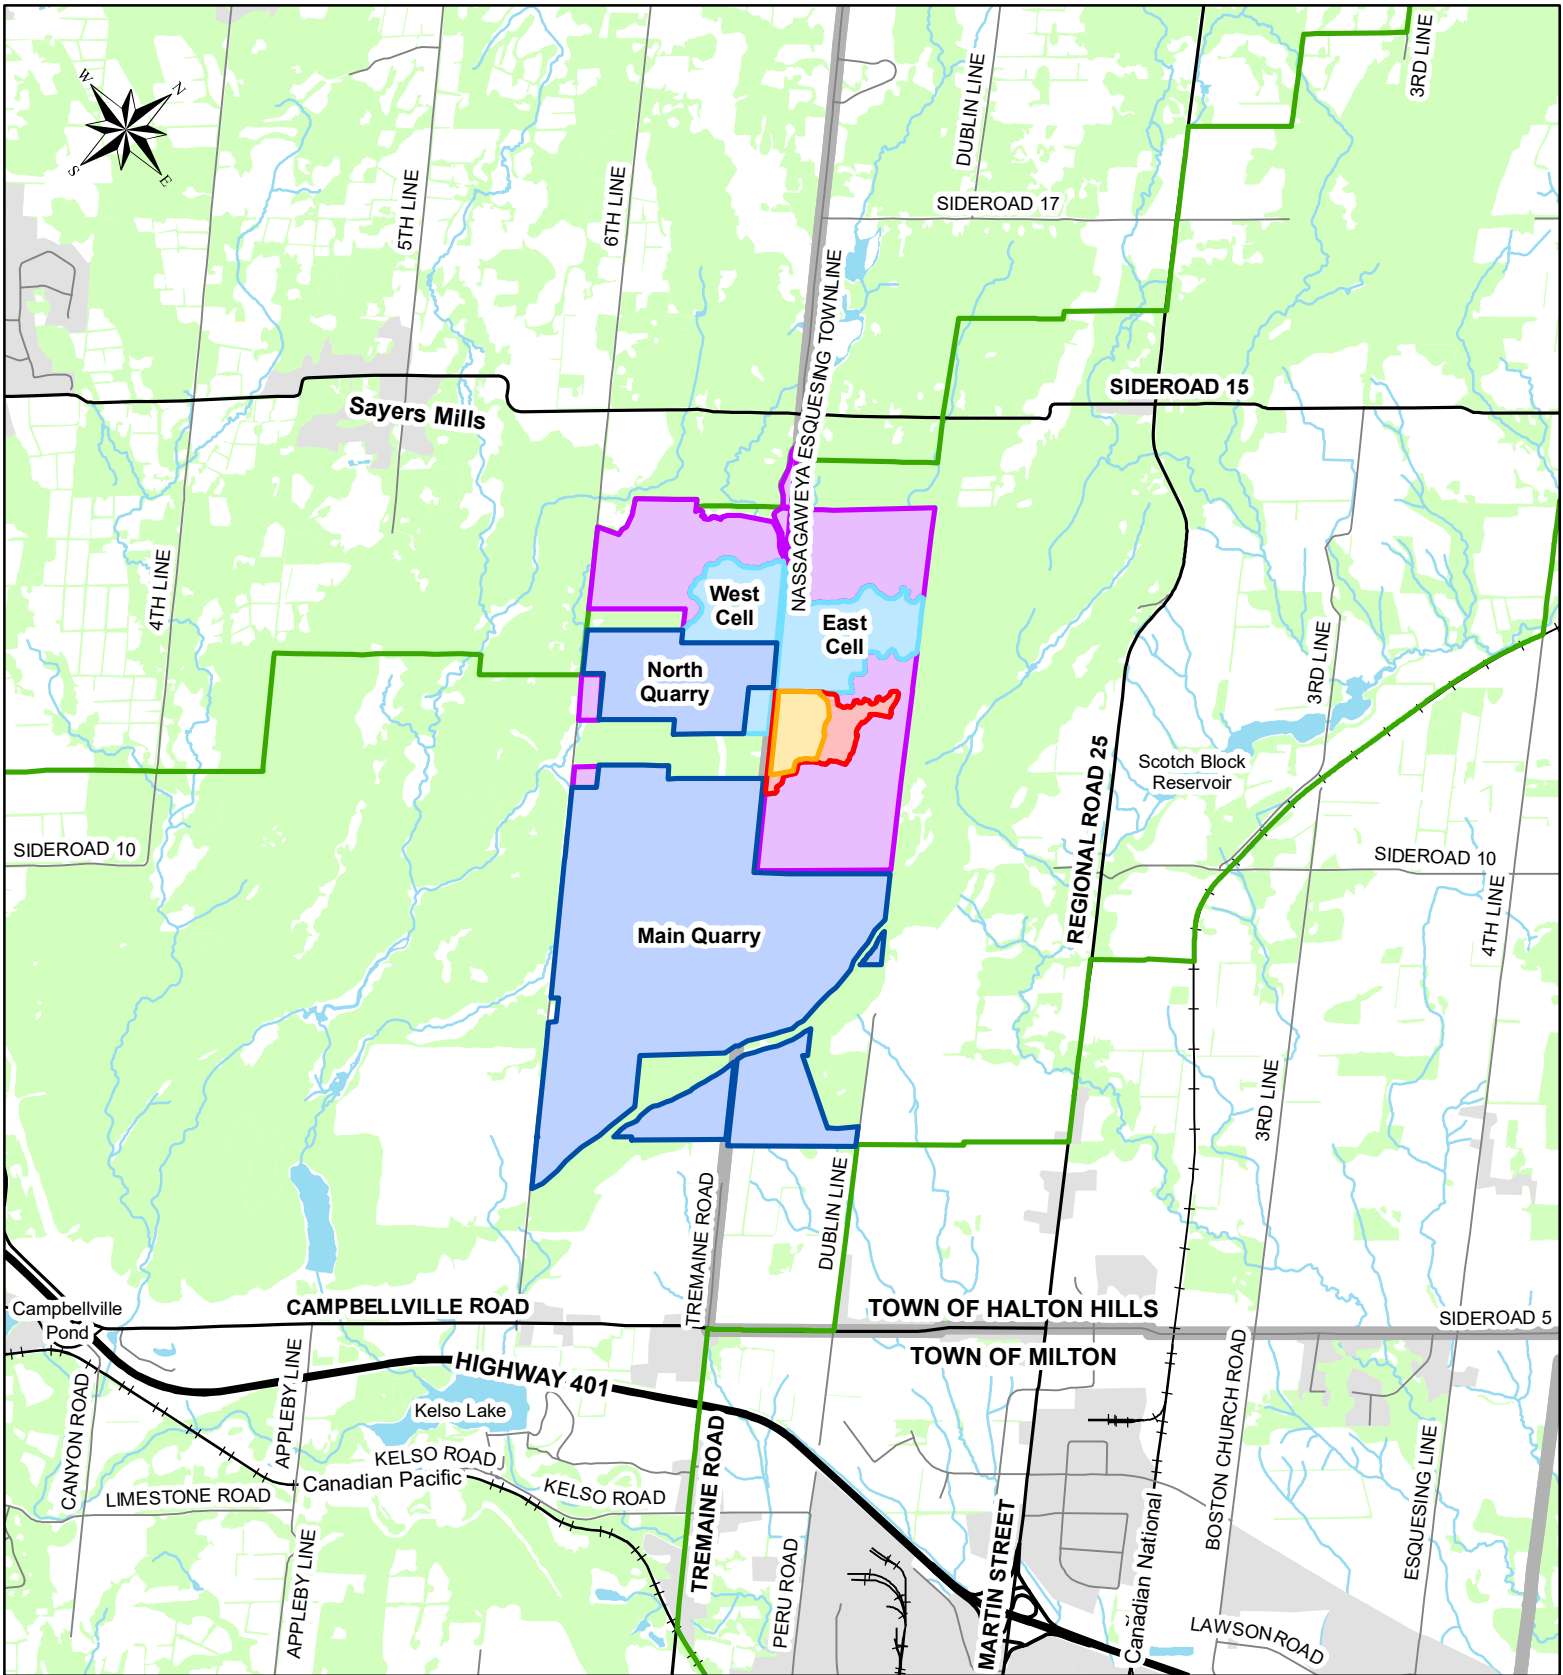 3RD LINE
DUBLIN LINE
W
N
S
E
5TH LINE
6TH LINE
SIDEROAD 17
NASSAGAWEYA ESQUESING TOWNLINE
SIDEROAD 15
Sayers Mills
4TH LINE
West
Cell
East
Cell
North
Quarry
3RD LINE
REGIONAL ROAD 25
Scotch Block
Reservoir
SIDEROAD 10
SIDEROAD 10
4TH LINE
Main Quarry
3RD LINE
TREMAINE ROAD
DUBLIN LINE
Campbellville
Pond
CAMPBELLVILLE ROAD
TOWN OF HALTON HILLS
SIDEROAD 5
TOWN OF MILTON
HIGHWAY 401
APPLEBY LINE
CANYON ROAD
Kelso Lake
KELSO ROAD
Canadian Pacific
LIMESTONE ROAD
KELSO ROAD
TREMAINE ROAD
BOSTON CHURCH ROAD
ESQUESING LINE
APPLEBY LINE
PERU ROAD
MARTIN STREET
Canadian National
LAWSON ROAD